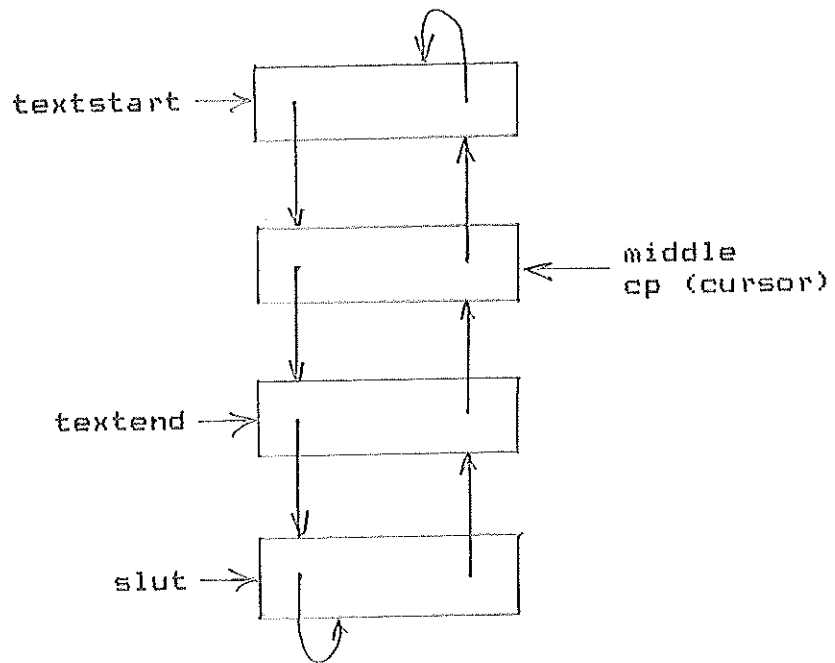 textstart
middle
cp (cursor)
textend
slut